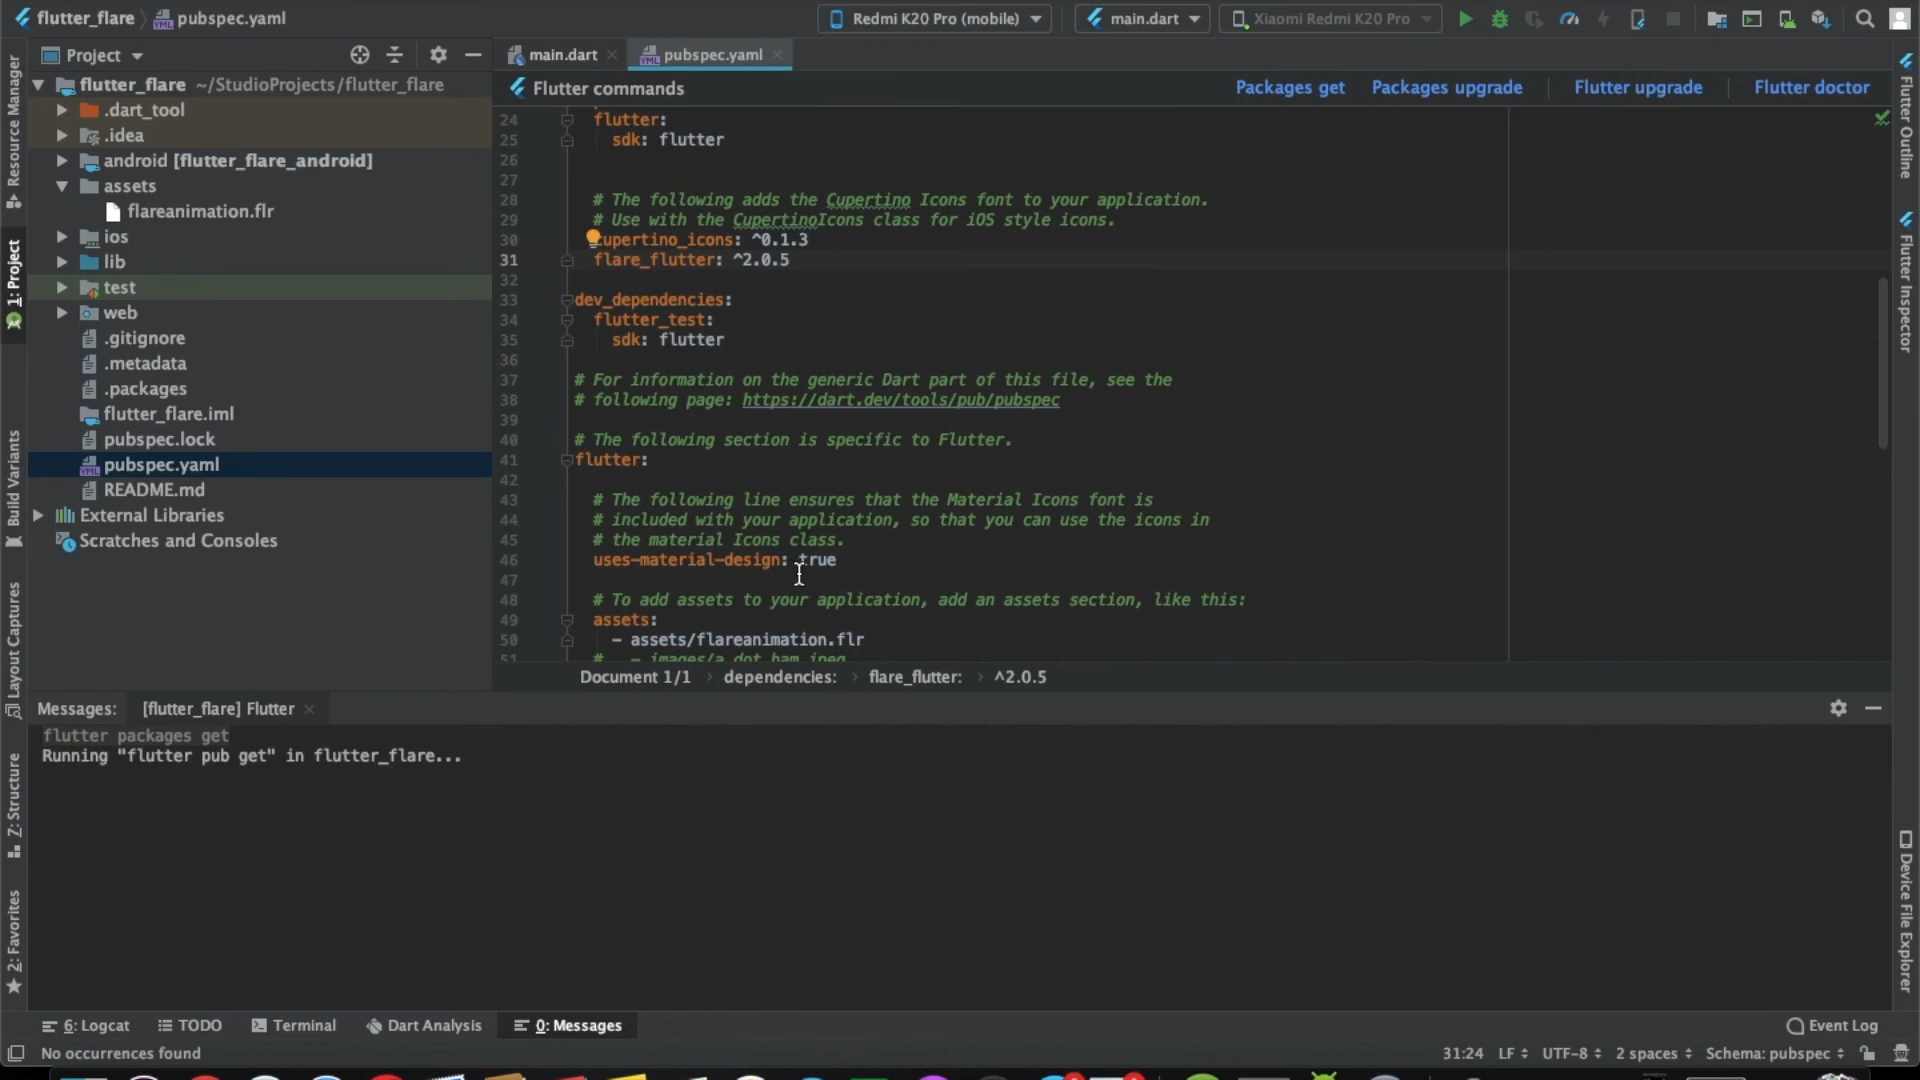 flutter_flare
pubspec.yaml
Redmi K20 Pro (mobile)
main.dart
Xiaomi Redmi K20 Pro
Project
main.dart
pubspec.yaml
Flutter commands
Packages get
Packages upgrade
Flutter upgrade
Flutter doctor
Resource Manager
1: Project
Build Variants
Layout Captures
Z: Structure
2: Favorites
flutter_flare ~/StudioProjects/flutter_flare
.dart_tool
.idea
android [flutter_flare_android]
assets
flareanimation.flr
ios
lib
test
web
.gitignore
.metadata
.packages
flutter_flare.iml
pubspec.lock
pubspec.yaml
README.md
External Libraries
Scratches and Consoles
24 flutter:
25 sdk: flutter
26
27
28 # The following adds the Cupertino Icons font to your application.
29 # Use with the CupertinoIcons class for iOS style icons.
30 cupertino_icons: ^0.1.3
31 flare_flutter: ^2.0.5
32
33 dev_dependencies:
34 flutter_test:
35 sdk: flutter
36
37 # For information on the generic Dart part of this file, see the
38 # following page: https://dart.dev/tools/pub/pubspec
39
40 # The following section is specific to Flutter.
41 flutter:
42
43 # The following line ensures that the Material Icons font is
44 # included with your application, so that you can use the icons in
45 # the material Icons class.
46 uses-material-design: true
47
48 # To add assets to your application, add an assets section, like this:
49 assets:
50 - assets/flareanimation.flr
51 # - images/a_dot_ham.jpeg
Document 1/1 dependencies: flare_flutter: ^2.0.5
Flutter Outline
Flutter Inspector
Device File Explorer
Messages:
[flutter_flare] Flutter
flutter packages get
Running "flutter pub get" in flutter_flare...
6: Logcat
TODO
Terminal
Dart Analysis
0: Messages
Event Log
No occurrences found
31:24 LF UTF-8 2 spaces Schema: pubspec